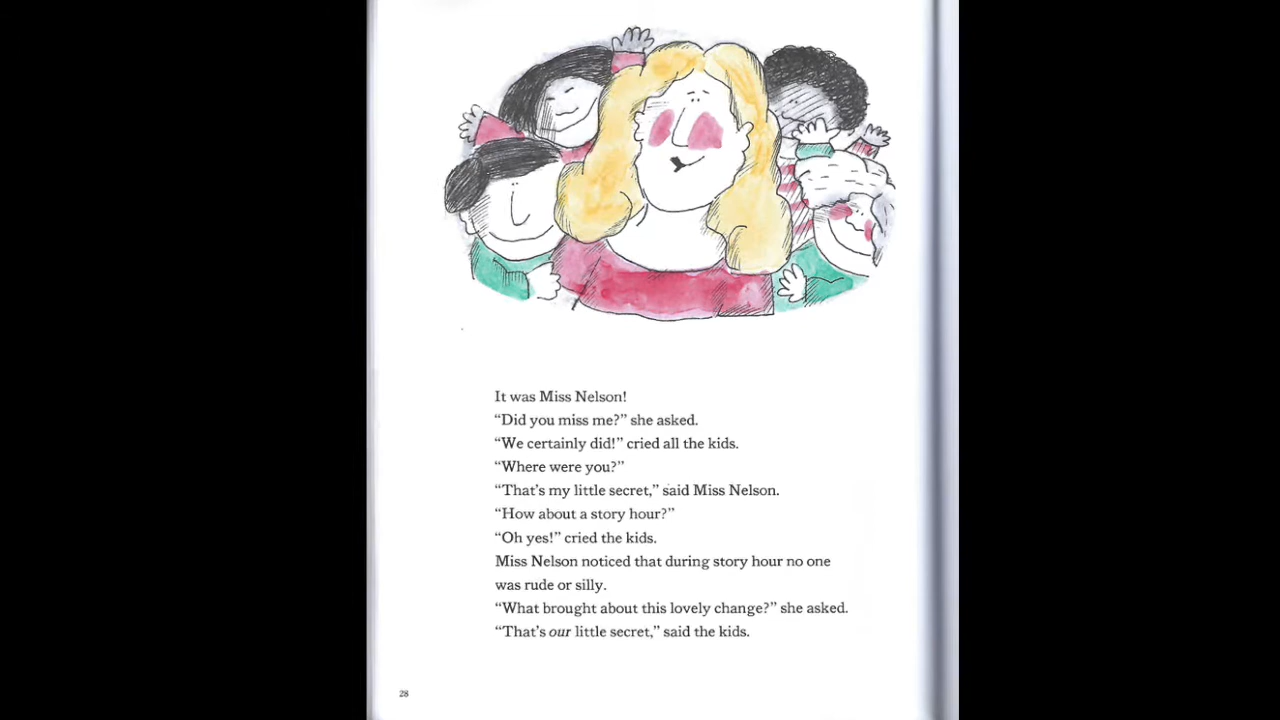 It was Miss Nelson!
“Did you miss me?” she asked.
“We certainly did!” cried all the kids.
“Where were you?”
“That’s my little secret,” said Miss Nelson.
“How about a story hour?”
“Oh yes!” cried the kids.
Miss Nelson noticed that during story hour no one
was rude or silly.
“What brought about this lovely change?” she asked.
“That’s our little secret,” said the kids.
28